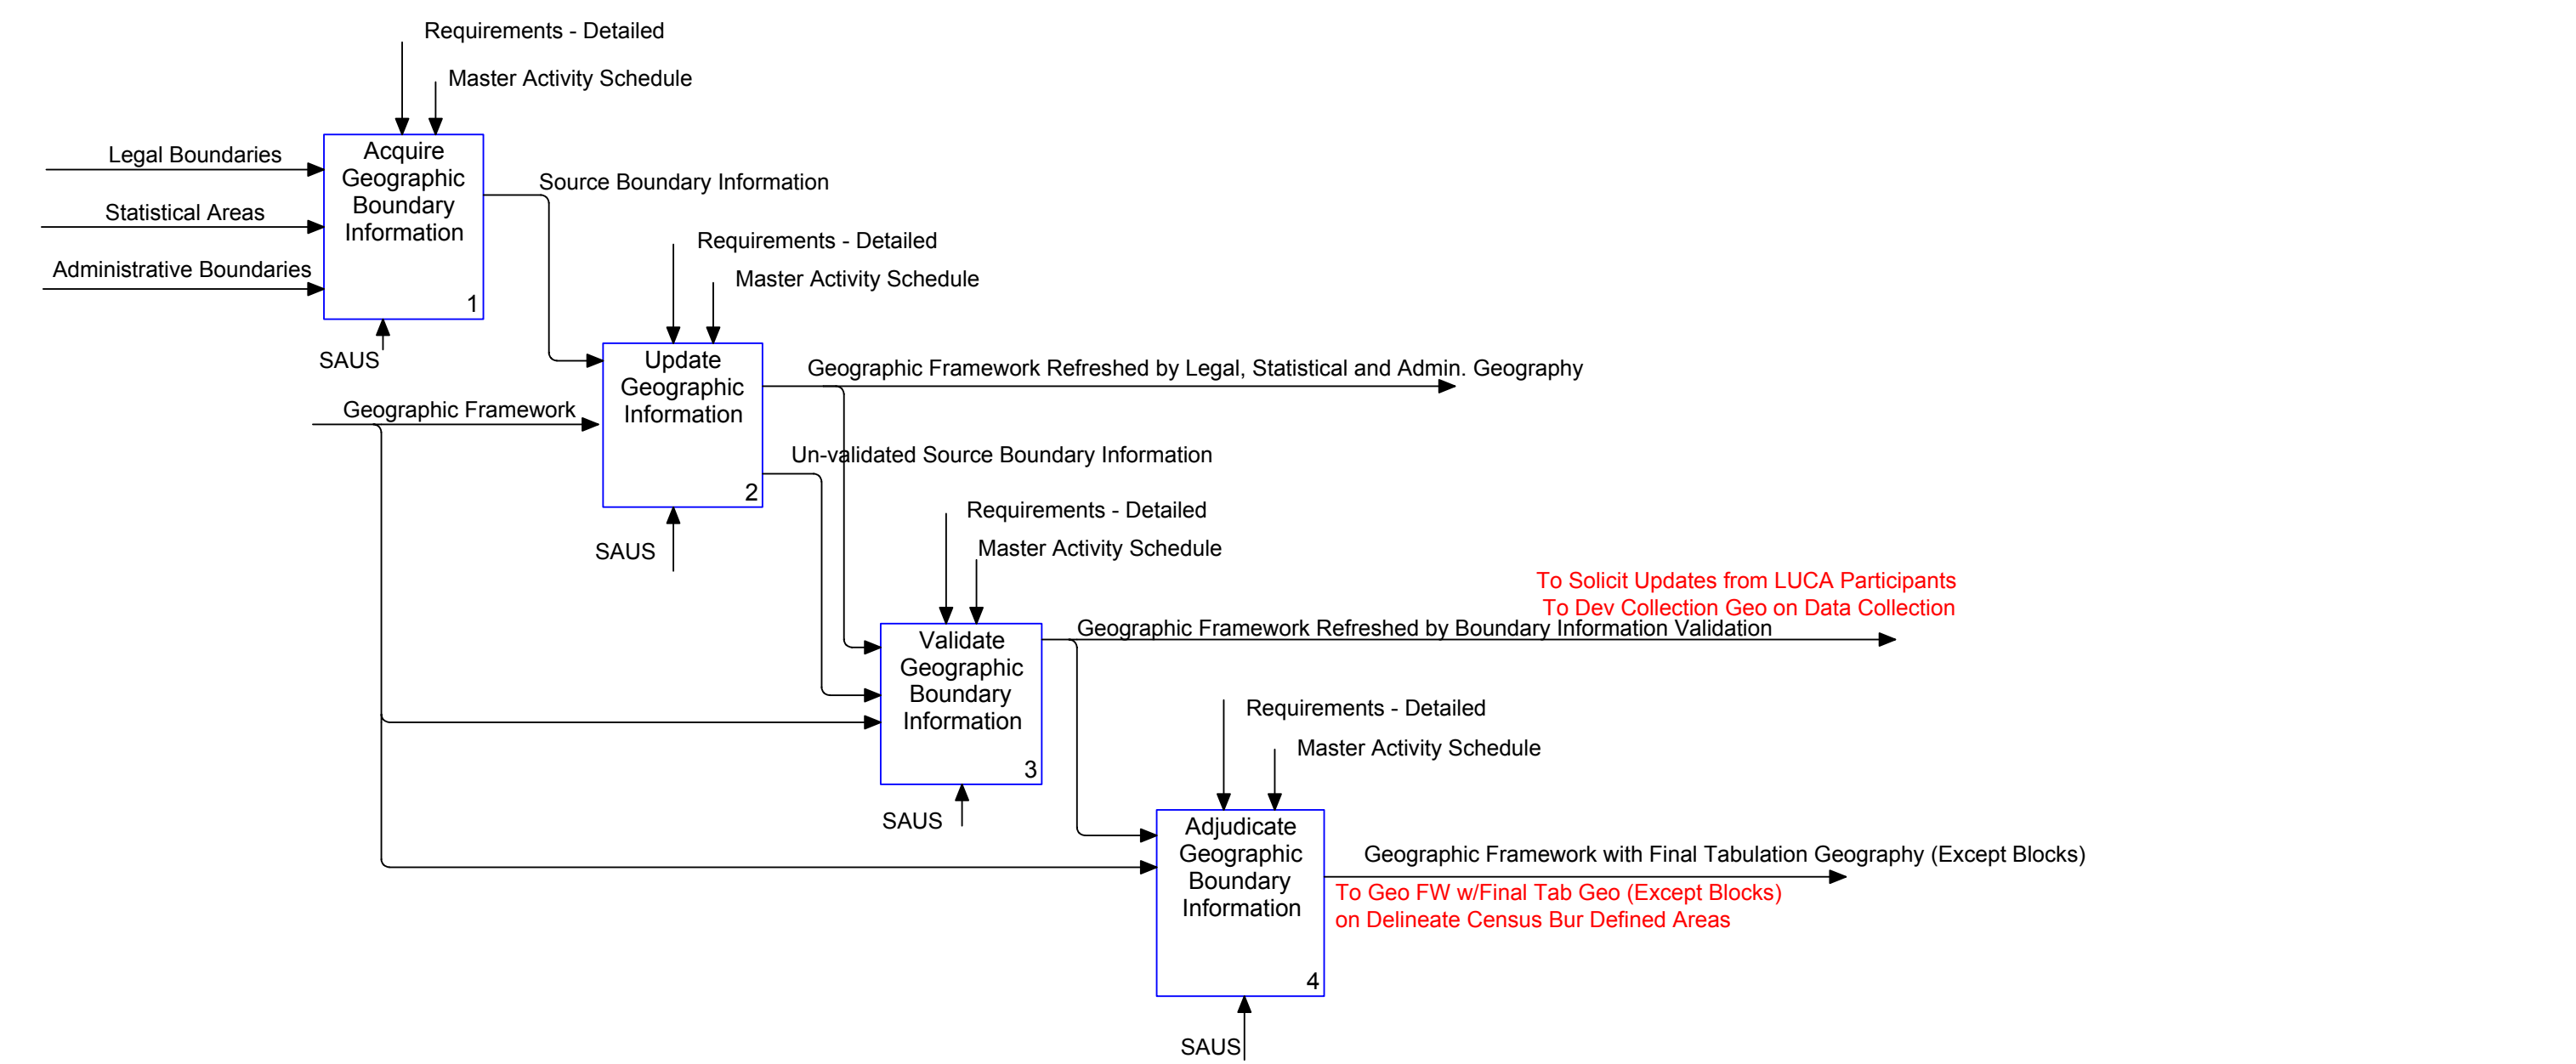 Requirements - Detailed
Master Activity Schedule
Legal Boundaries
Statistical Areas
Administrative Boundaries
Acquire
Geographic
Boundary
Information
1
SAUS
Source Boundary Information
Requirements - Detailed
Master Activity Schedule
Geographic Framework
Update
Geographic
Information
2
SAUS
Geographic Framework Refreshed by Legal, Statistical and Admin. Geography
Un-validated Source Boundary Information
Requirements - Detailed
Master Activity Schedule
Validate
Geographic
Boundary
Information
3
SAUS
To Solicit Updates from LUCA Participants
To Dev Collection Geo on Data Collection
Geographic Framework Refreshed by Boundary Information Validation
Requirements - Detailed
Master Activity Schedule
Adjudicate
Geographic
Boundary
Information
4
SAUS
Geographic Framework with Final Tabulation Geography (Except Blocks)
To Geo FW w/Final Tab Geo (Except Blocks)
on Delineate Census Bur Defined Areas